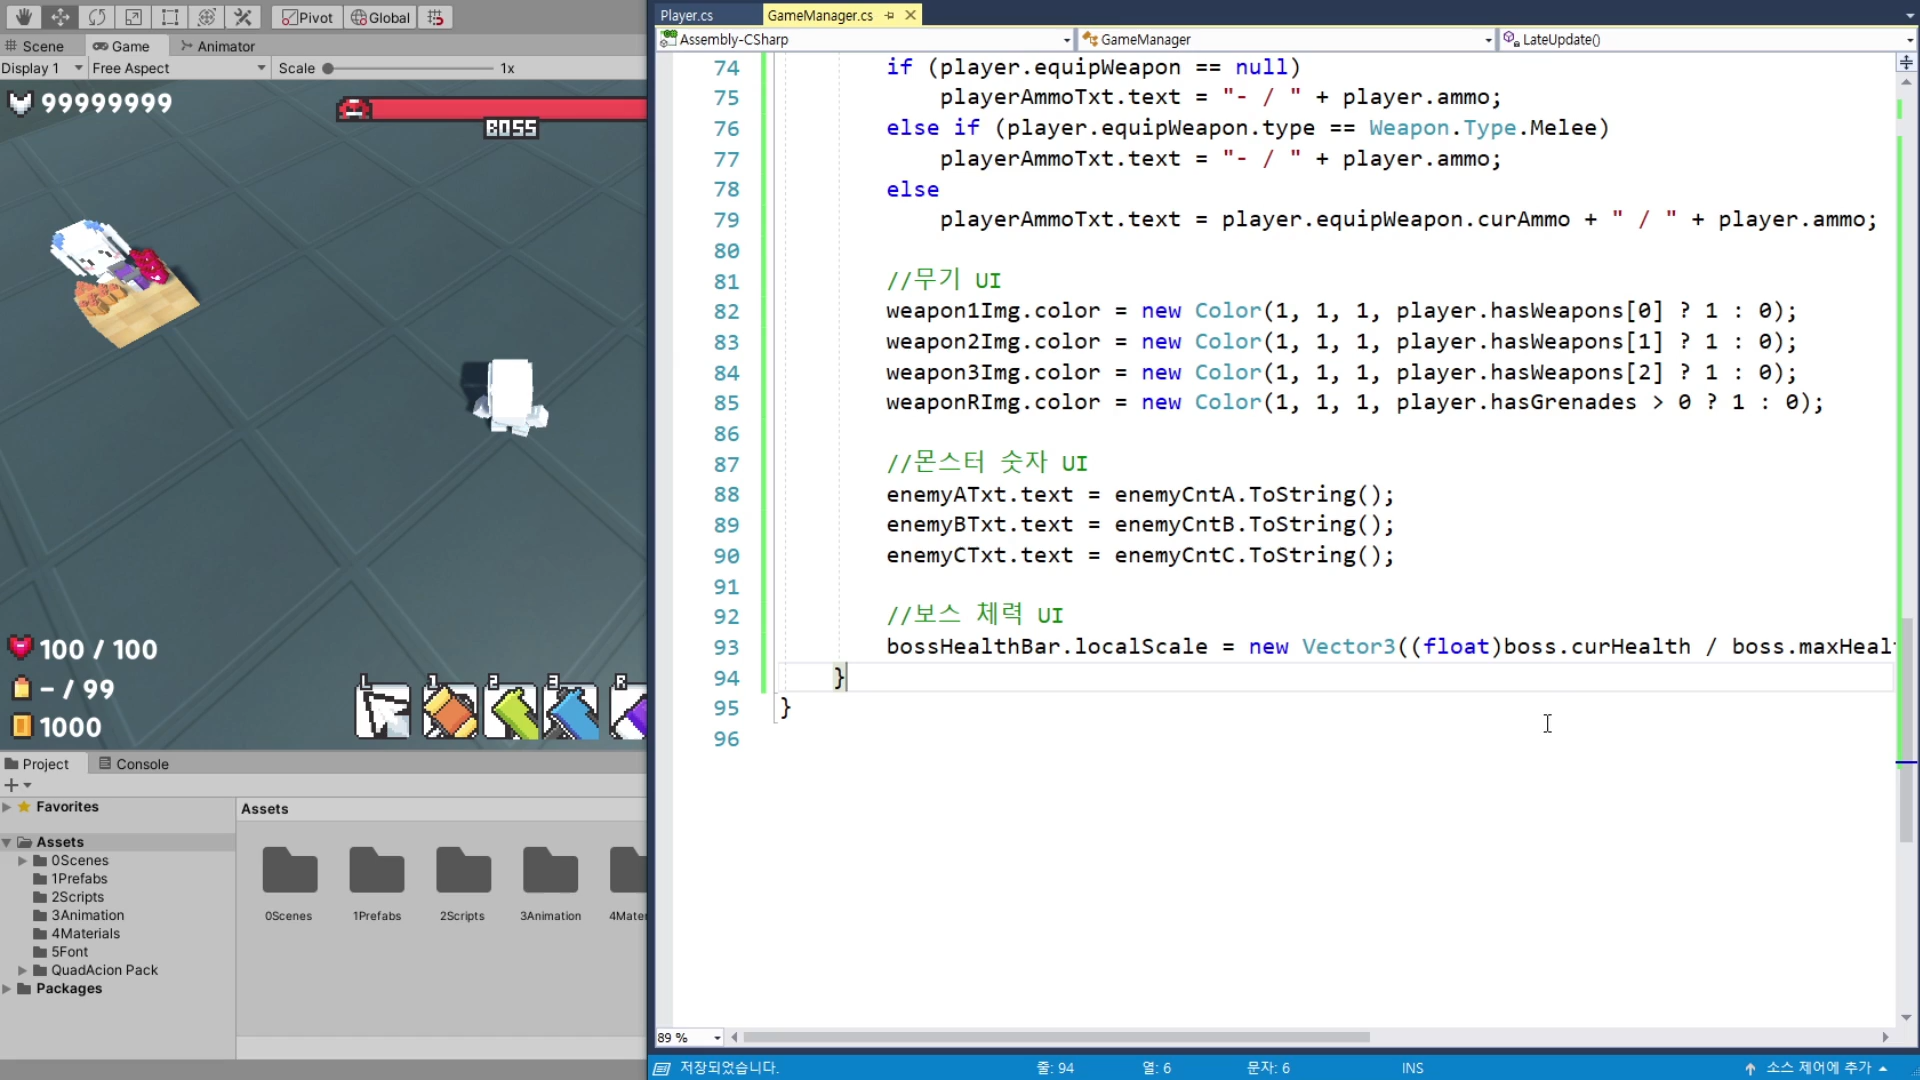 Pivot Global
Scene Game Animator
Display 1 Free Aspect Scale 1x
99999999
BOSS
100 / 100
- / 99
1000
L 1 2 3 R
Project Console
Favorites
Assets
0Scenes
1Prefabs
2Scripts
3Animation
4Materials
5Font
QuadAcion Pack
Packages
Assets
0Scenes 1Prefabs 2Scripts 3Animation 4Mater
Player.cs GameManager.cs
Assembly-CSharp GameManager LateUpdate()
74 if (player.equipWeapon == null)
75 playerAmmoTxt.text = "- / " + player.ammo;
76 else if (player.equipWeapon.type == Weapon.Type.Melee)
77 playerAmmoTxt.text = "- / " + player.ammo;
78 else
79 playerAmmoTxt.text = player.equipWeapon.curAmmo + " / " + player.ammo;
80
81 //무기 UI
82 weapon1Img.color = new Color(1, 1, 1, player.hasWeapons[0] ? 1 : 0);
83 weapon2Img.color = new Color(1, 1, 1, player.hasWeapons[1] ? 1 : 0);
84 weapon3Img.color = new Color(1, 1, 1, player.hasWeapons[2] ? 1 : 0);
85 weaponRImg.color = new Color(1, 1, 1, player.hasGrenades > 0 ? 1 : 0);
86
87 //몬스터 숫자 UI
88 enemyATxt.text = enemyCntA.ToString();
89 enemyBTxt.text = enemyCntB.ToString();
90 enemyCTxt.text = enemyCntC.ToString();
91
92 //보스 체력 UI
93 bossHealthBar.localScale = new Vector3((float)boss.curHealth / boss.maxHeal
94 }
95 }
96
89 %
저장되었습니다. 줄: 94 열: 6 문자: 6 INS 소스 제어에 추가